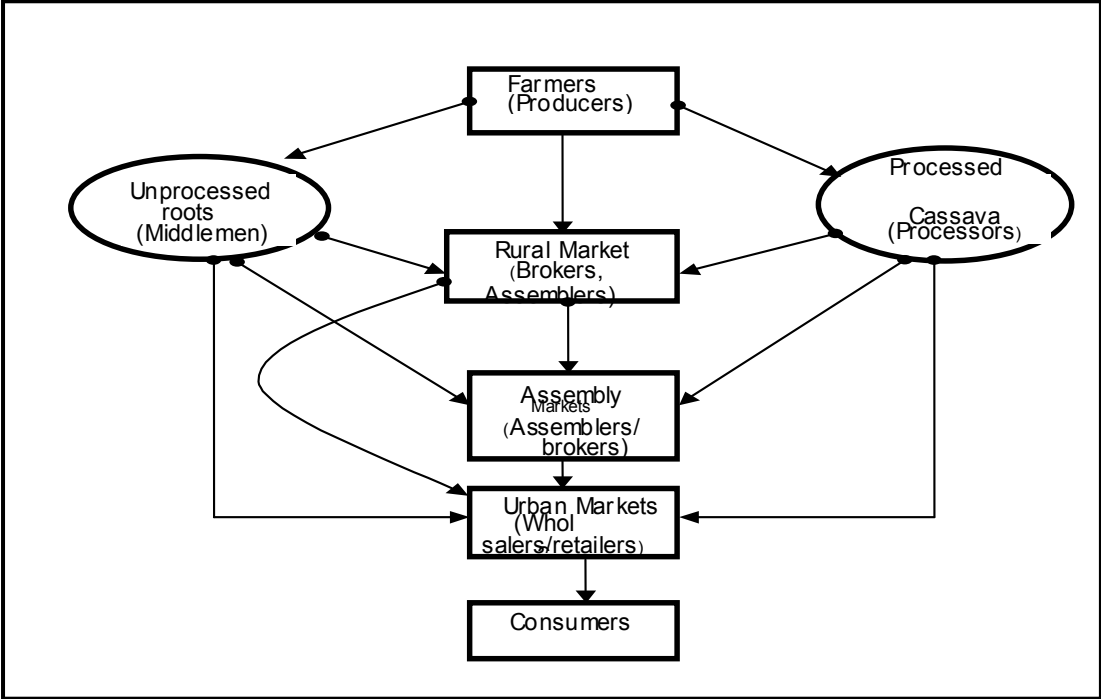 Farmers
(Producers)
Unprocessed
roots
(Middlemen)
Processed
Cassava
(Processors)
Rural Market
(Brokers,
Assemblers)
Assembly
Markets
(Assemblers/
brokers)
Urban Markets
(Whol
salers/retailers)
Consumers